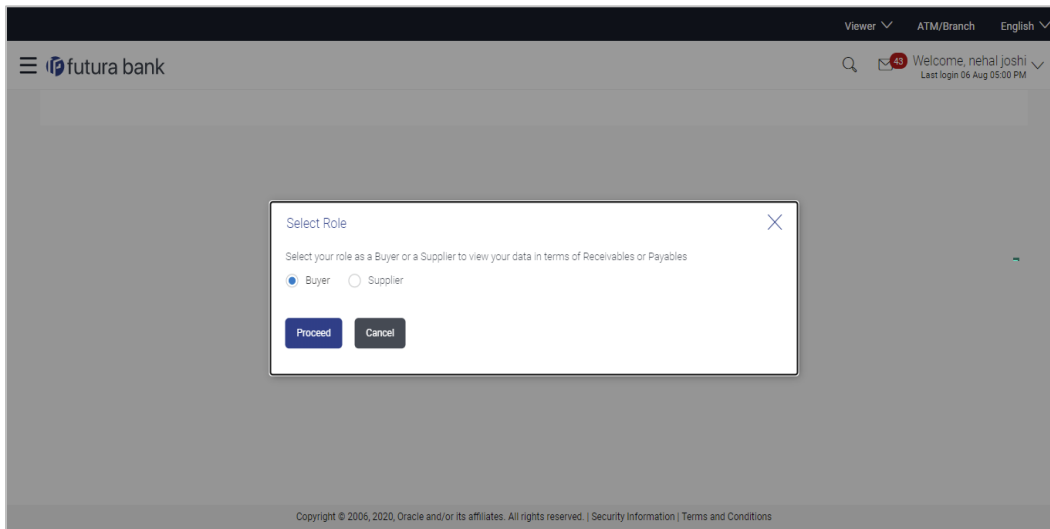 Viewer ATM/Branch English
futura bank
43 Welcome, nehal joshi
Last login 06 Aug 05:00 PM
Select Role
Select your role as a Buyer or a Supplier to view your data in terms of Receivables or Payables
Buyer Supplier
Proceed Cancel
Copyright © 2006, 2020, Oracle and/or its affiliates. All rights reserved. | Security Information | Terms and Conditions